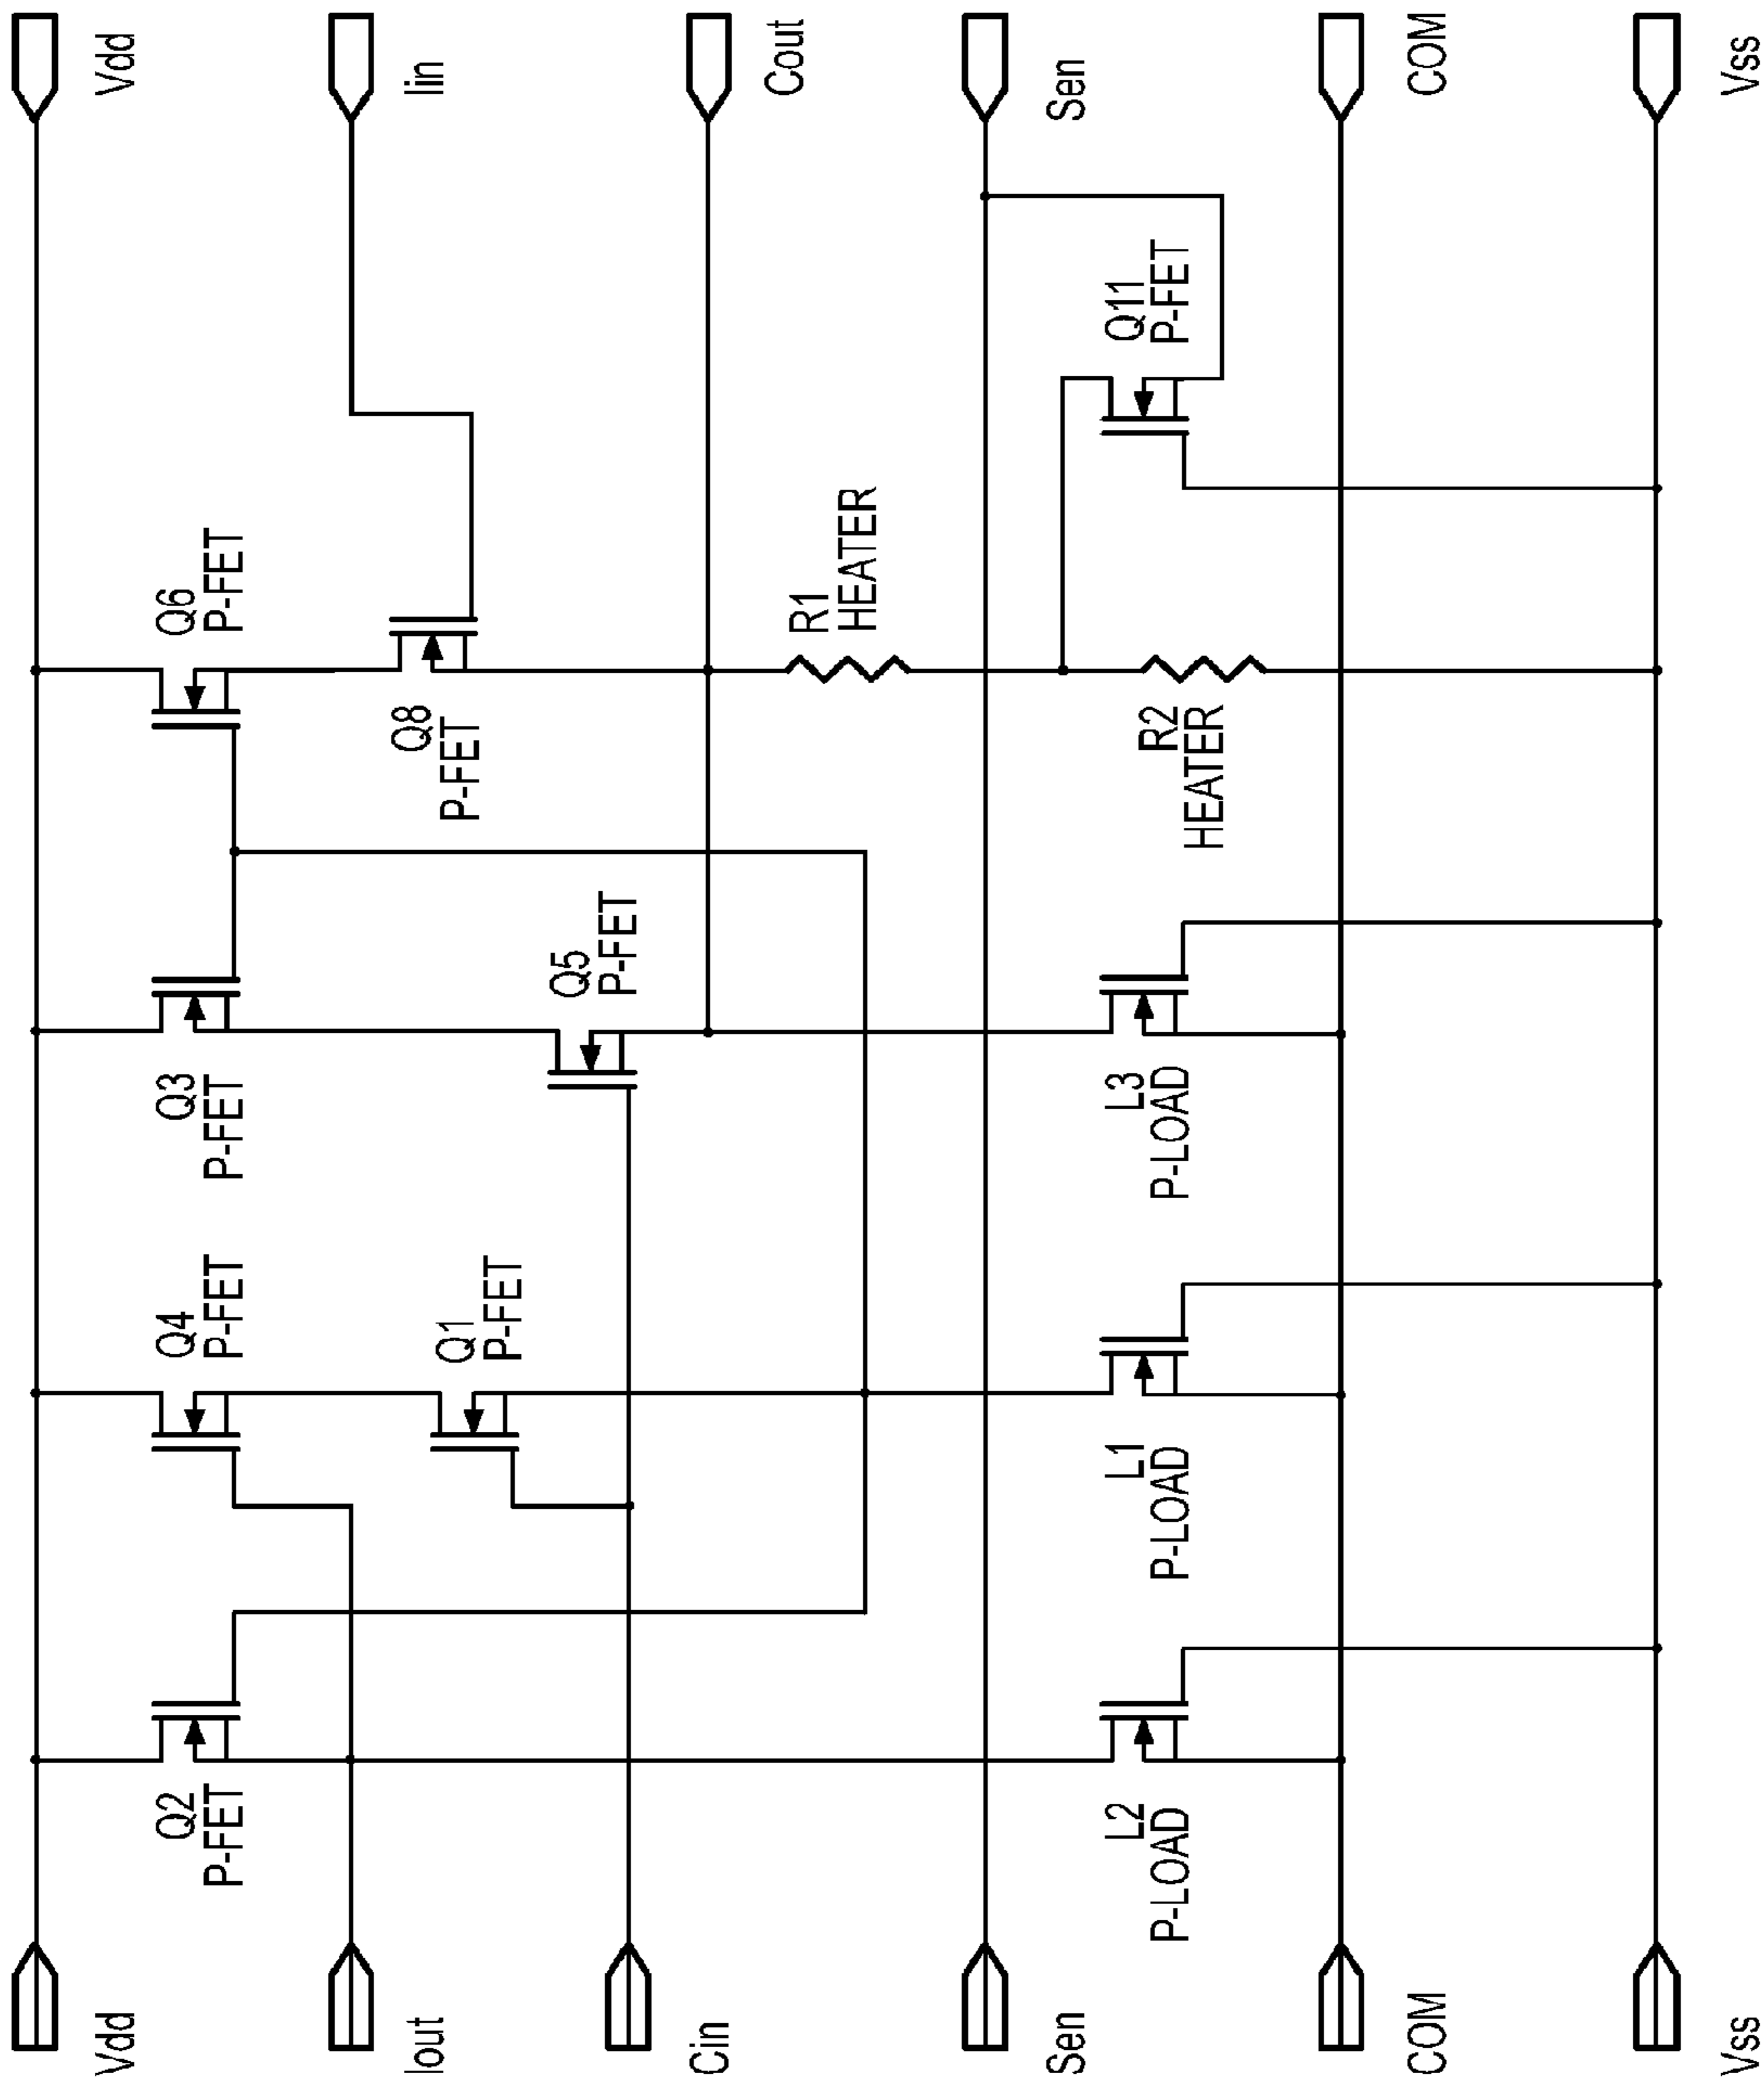 Vdd
Vdd
Q2
P-FET
Q4
P-FET
Q3
P-FET
Q6
P-FET
Iout
Q1
P-FET
Q8
P-FET
Iin
Q5
P-FET
Cin
Cout
R1
HEATER
Sen
Sen
L2
P-LOAD
L1
P-LOAD
L3
P-LOAD
R2
HEATER
Q11
P-FET
COM
COM
Vss
Vss